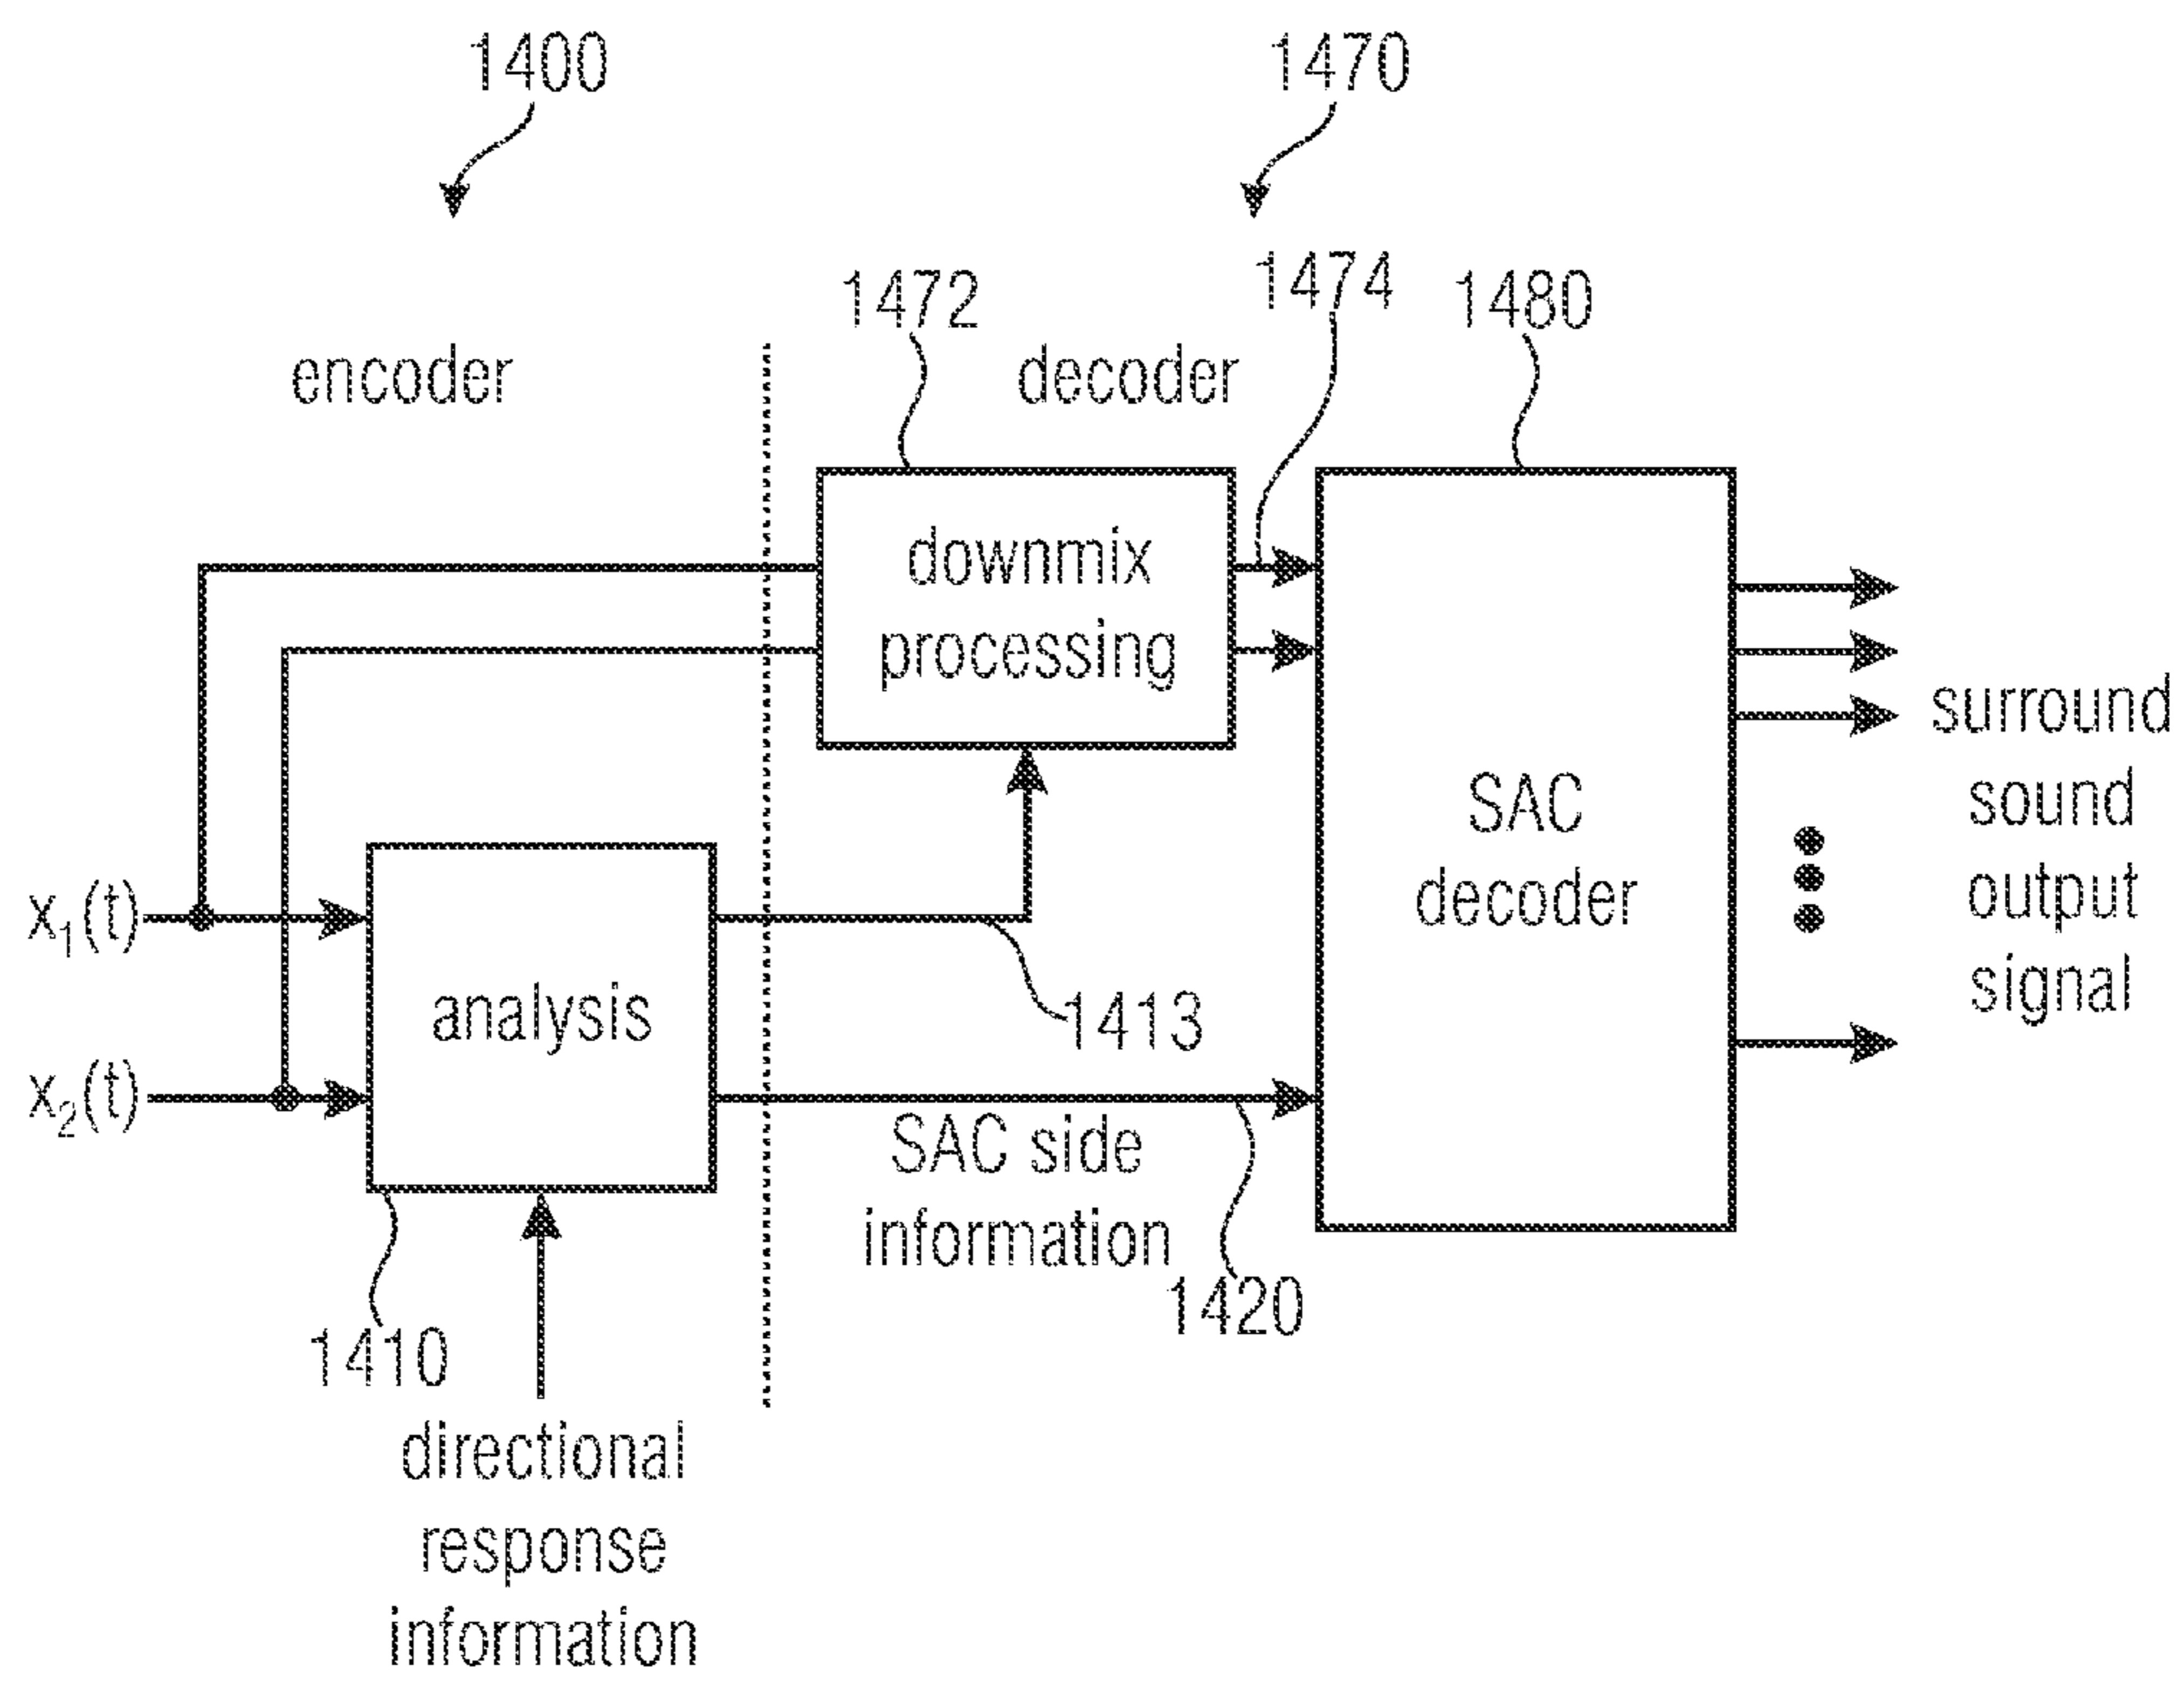 1400
1470
1472
1474
1480
encoder
decoder
downmix
processing
SAC
decoder
surround
sound
output
signal
x₁(t)
x₂(t)
analysis
1413
SAC side
information
1420
1410
directional
response
information